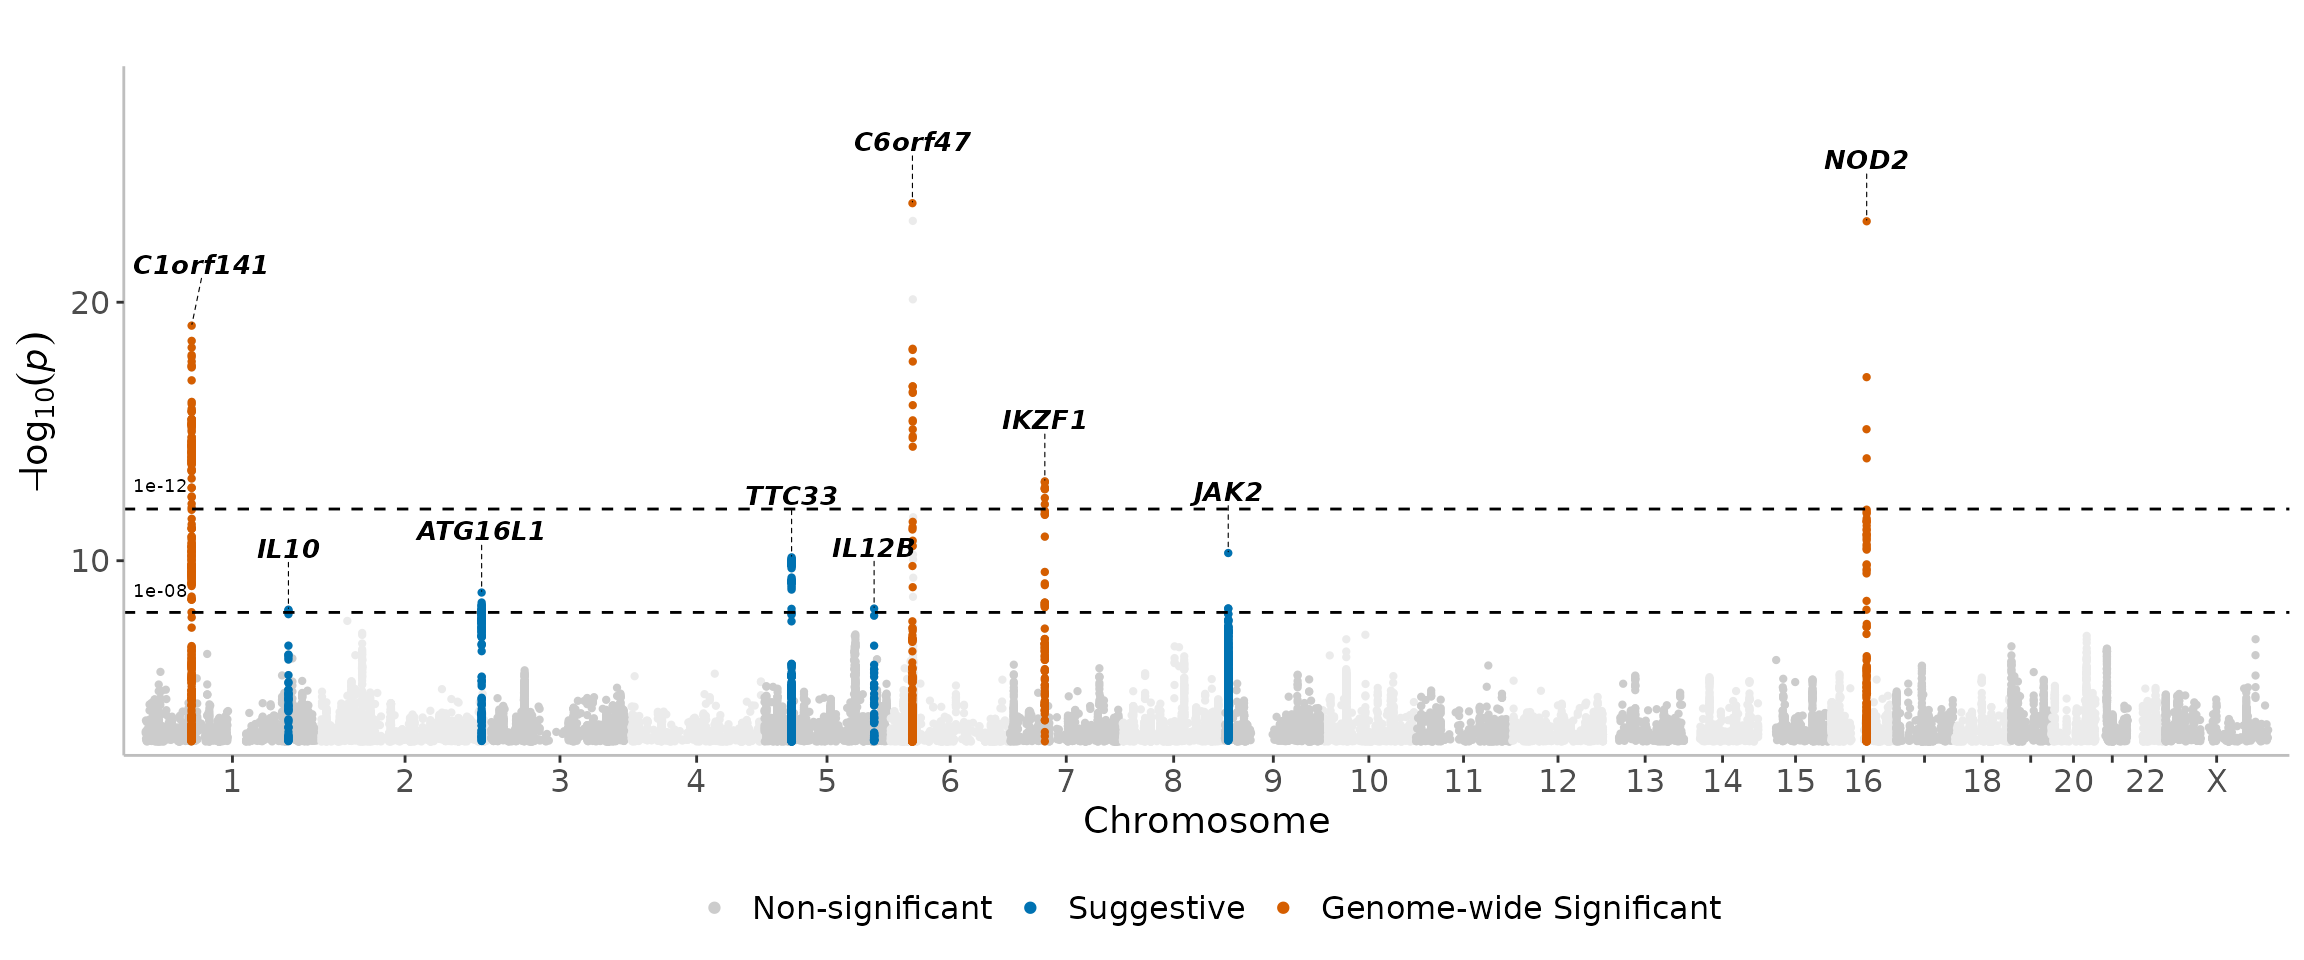 C6orf47
NOD2
C1orf141
20
IKZF1
1e-12
TTC33
JAK2
ATG16L1
IL10
IL12B
10
1e-08
−log10(p)
1 2 3 4 5 6 7 8 9 10 11 12 13 14 15 16 18 20 22 X
Chromosome
Non-significant Suggestive Genome-wide Significant